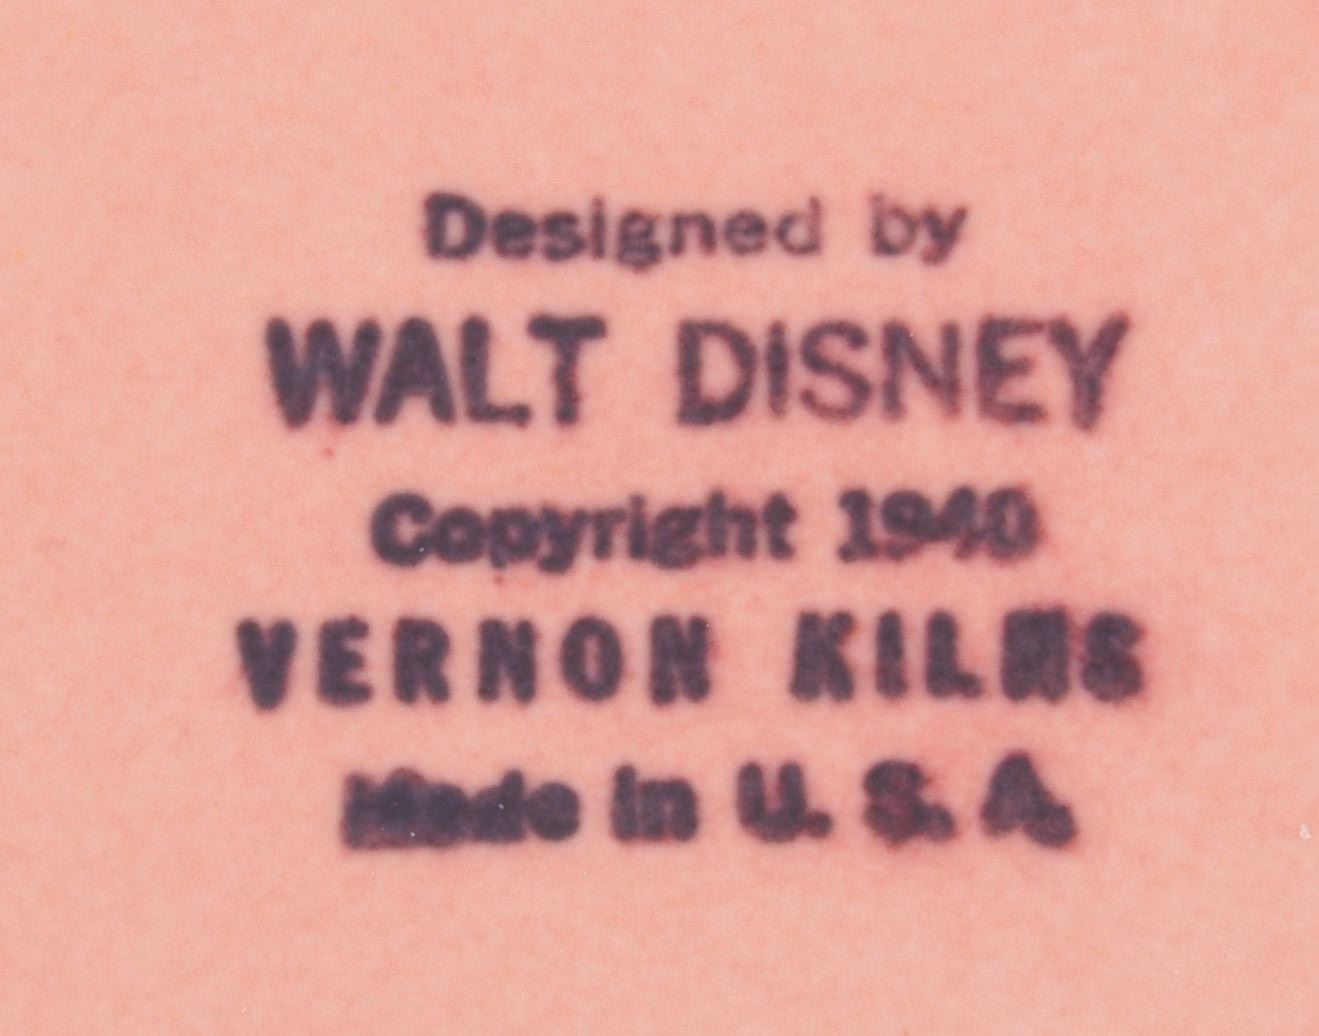 Designed by
WALT DISNEY
Copyright 1940
VERNON KILNS
Made in U. S. A.